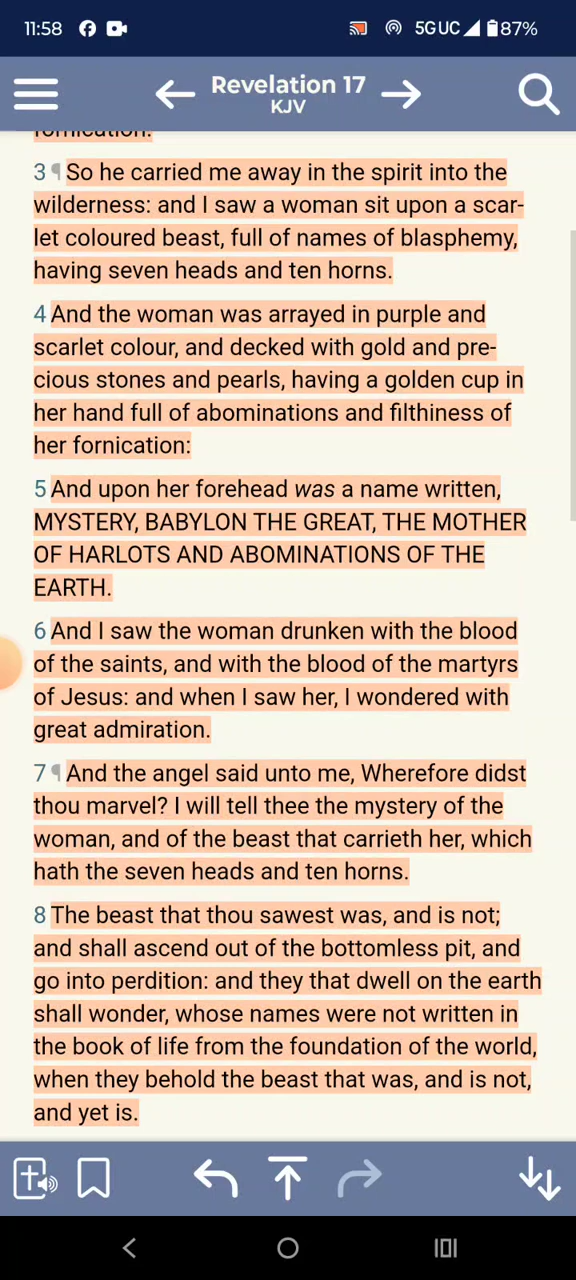 11:58
5G UC
87%
Revelation 17
KJV
fornication.
3 ¶ So he carried me away in the spirit into the
wilderness: and I saw a woman sit upon a scar-
let coloured beast, full of names of blasphemy,
having seven heads and ten horns.
4 And the woman was arrayed in purple and
scarlet colour, and decked with gold and pre-
cious stones and pearls, having a golden cup in
her hand full of abominations and filthiness of
her fornication:
5 And upon her forehead was a name written,
MYSTERY, BABYLON THE GREAT, THE MOTHER
OF HARLOTS AND ABOMINATIONS OF THE
EARTH.
6 And I saw the woman drunken with the blood
of the saints, and with the blood of the martyrs
of Jesus: and when I saw her, I wondered with
great admiration.
7 ¶ And the angel said unto me, Wherefore didst
thou marvel? I will tell thee the mystery of the
woman, and of the beast that carrieth her, which
hath the seven heads and ten horns.
8 The beast that thou sawest was, and is not;
and shall ascend out of the bottomless pit, and
go into perdition: and they that dwell on the earth
shall wonder, whose names were not written in
the book of life from the foundation of the world,
when they behold the beast that was, and is not,
and yet is.